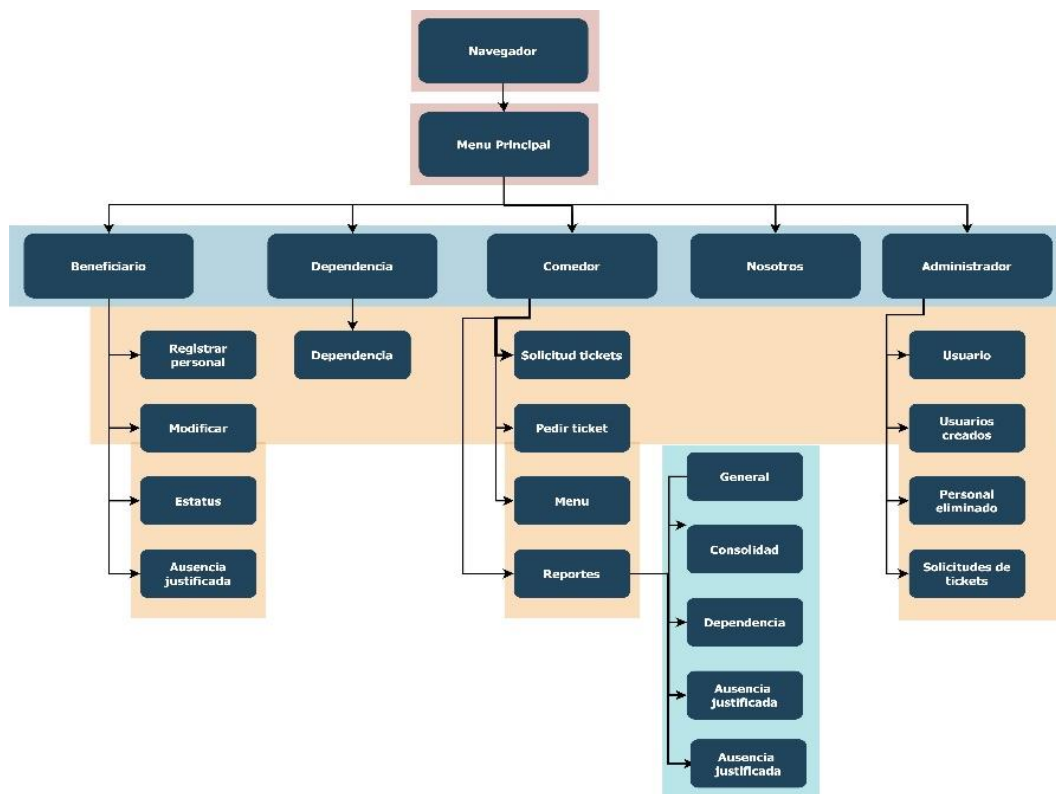 Navegador
Menu Principal
Beneficiario
Dependencia
Comedor
Nosotros
Administrador
Registrar
personal
Dependencia
Solicitud tickets
Usuario
Modificar
Pedir ticket
Usuarios
creados
General
Estatus
Menu
Personal
eliminado
Consolidad
Ausencia
justificada
Reportes
Solicitudes de
tickets
Dependencia
Ausencia
justificada
Ausencia
justificada